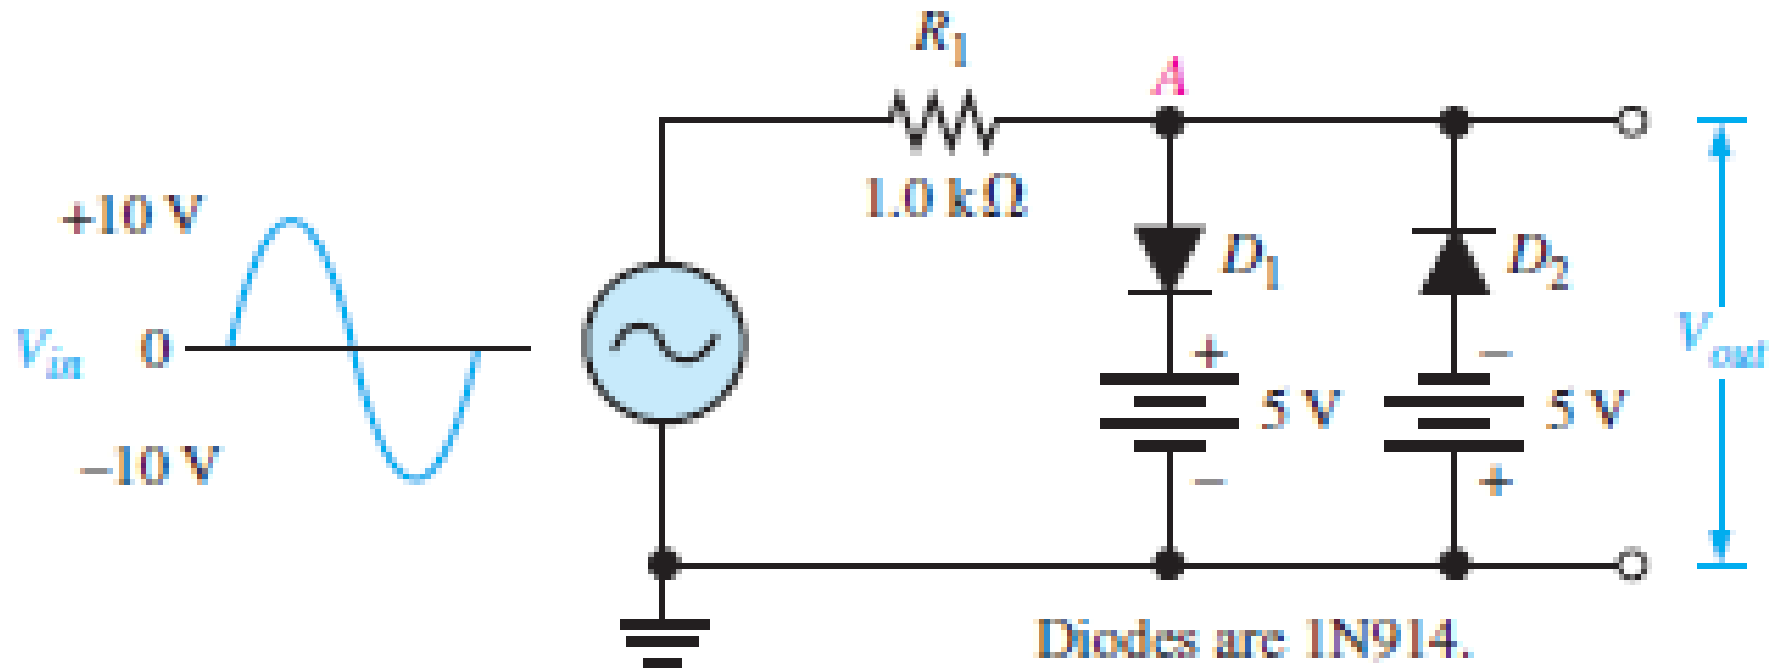 R1
A
1.0 kΩ
+10 V
D1
D2
Vin
0
+
−
5 V
5 V
Vout
−10 V
−
+
Diodes are 1N914.